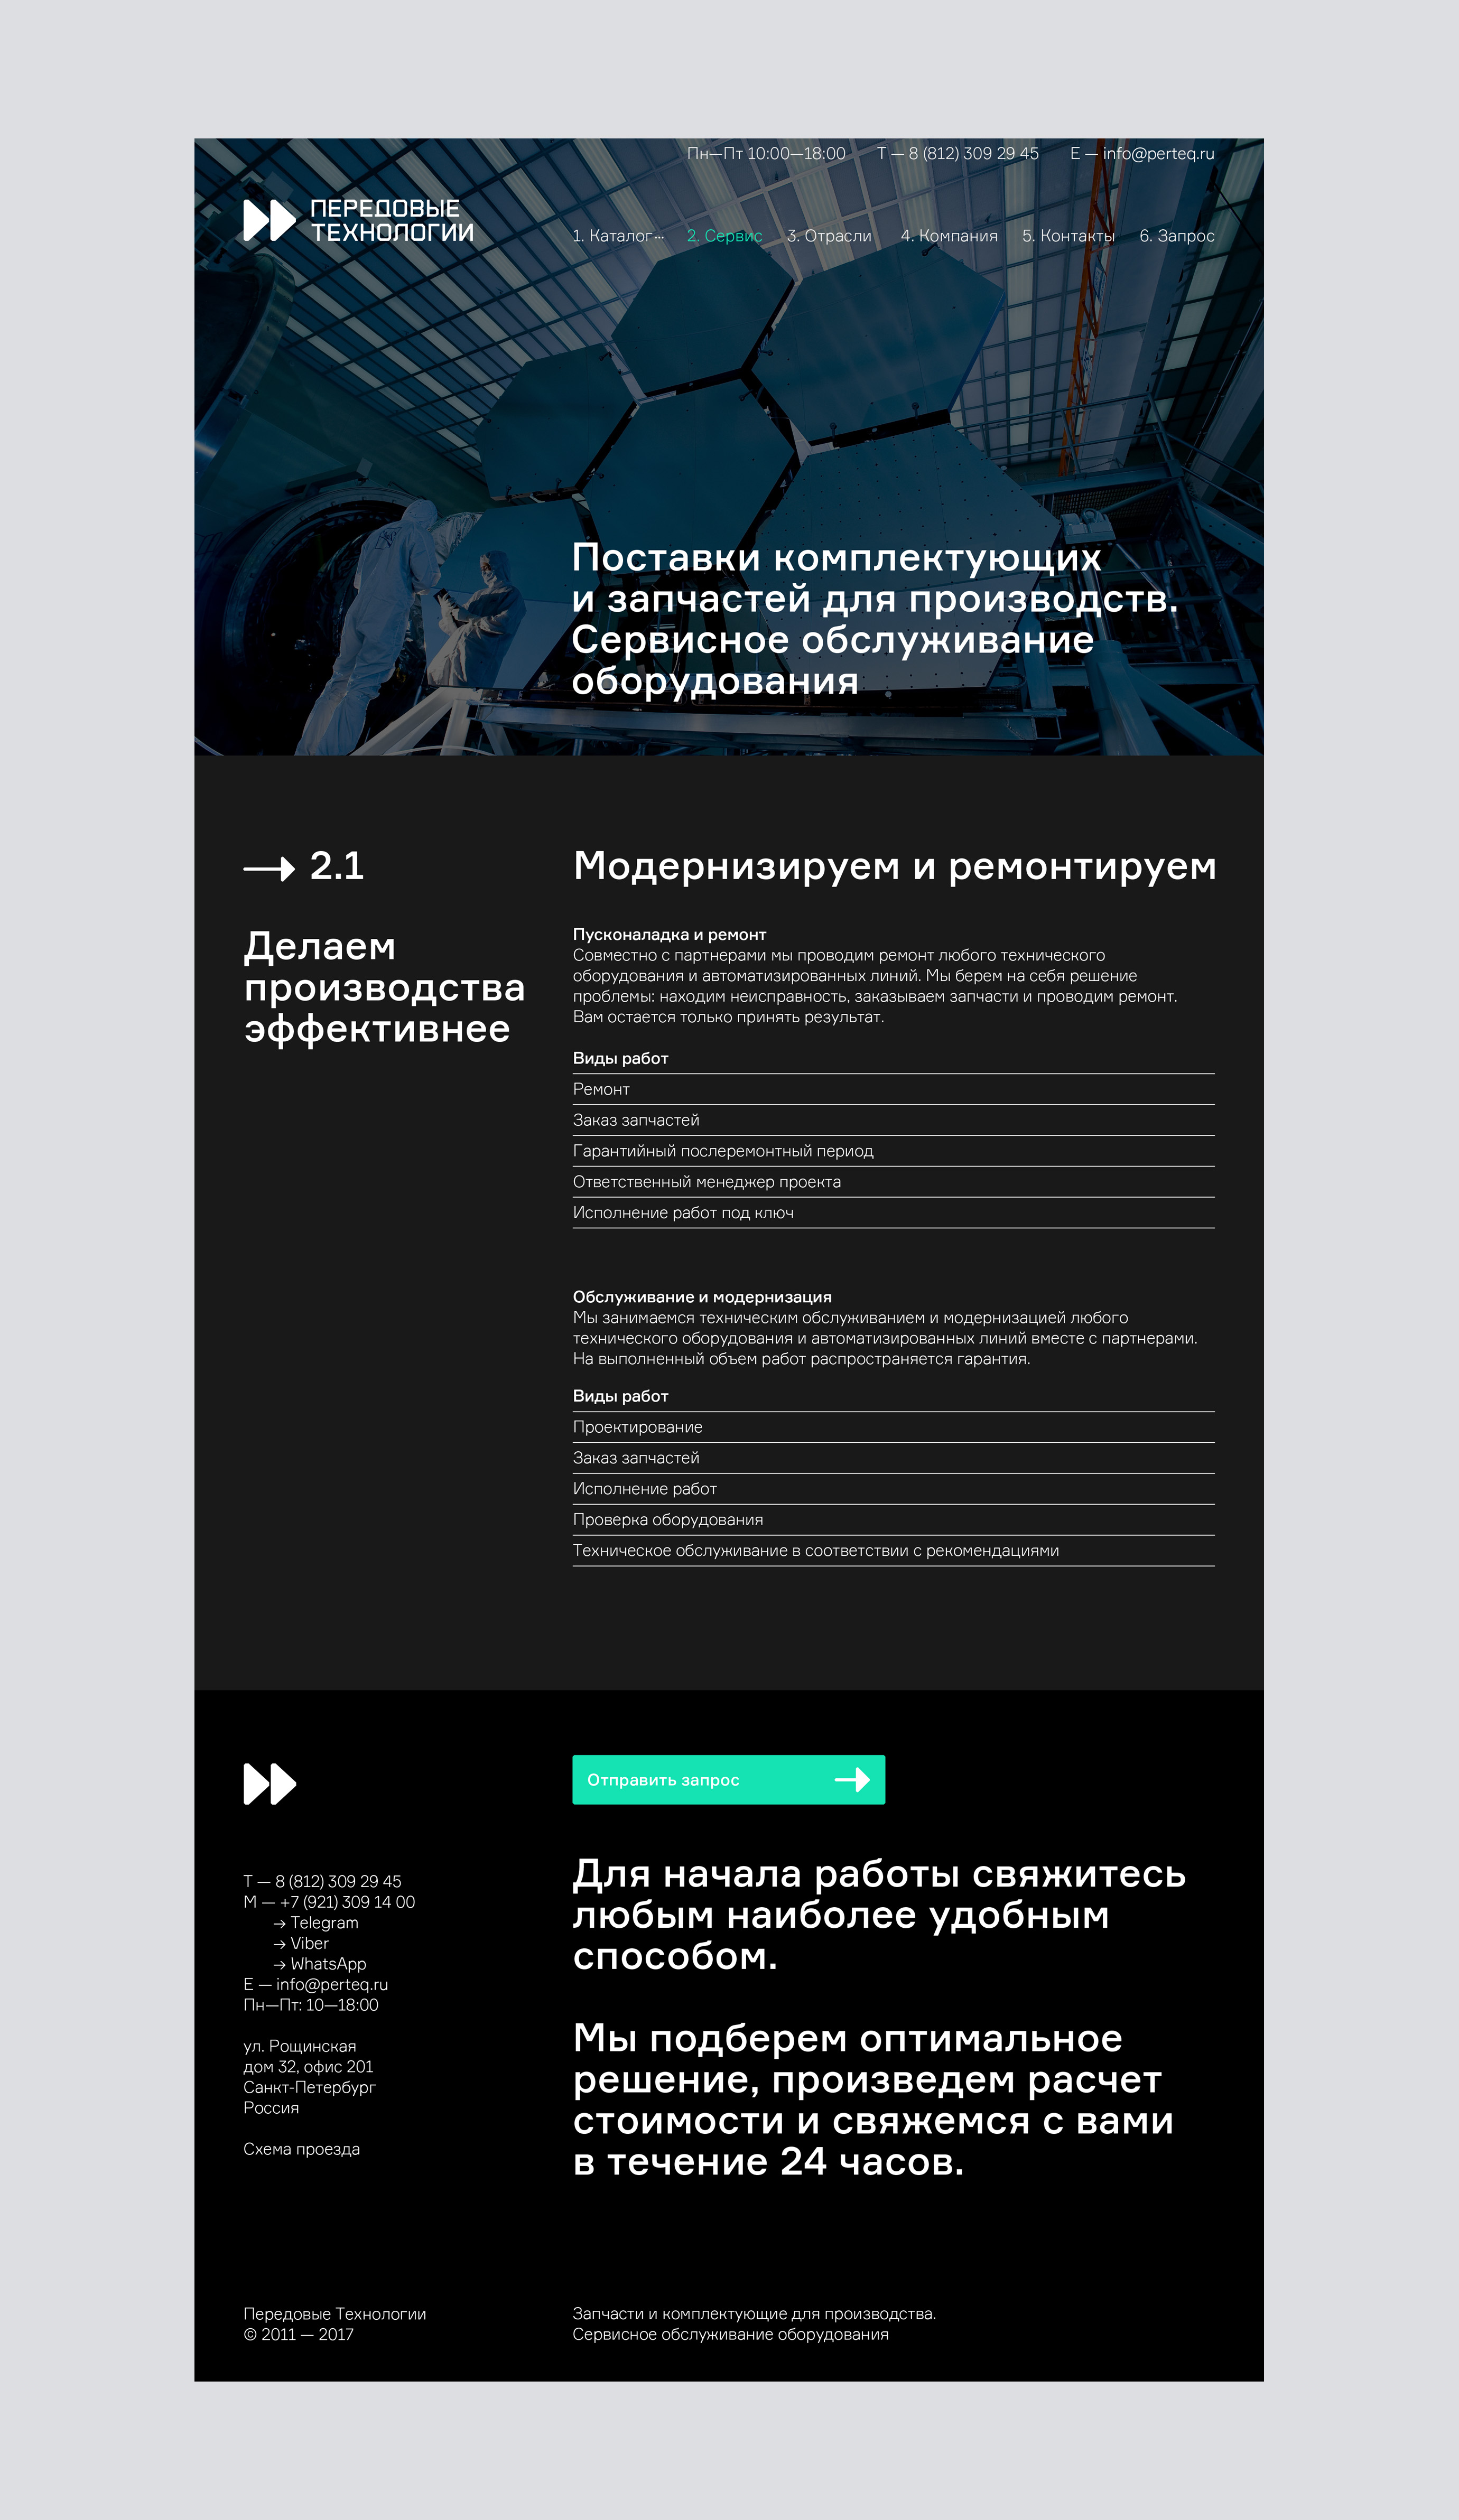 Пн—Пт 10:00—18:00 T — 8 (812) 309 29 45 E — info@perteq.ru
ПЕРЕДОВЫЕ
ТЕХНОЛОГИИ
1. Каталог... 2. Сервис 3. Отрасли 4. Компания 5. Контакты 6. Запрос
Поставки комплектующих
и запчастей для производств.
Сервисное обслуживание
оборудования
→ 2.1
Делаем
производства
эффективнее
Модернизируем и ремонтируем
Пусконаладка и ремонт
Совместно с партнерами мы проводим ремонт любого технического
оборудования и автоматизированных линий. Мы берем на себя решение
проблемы: находим неисправность, заказываем запчасти и проводим ремонт.
Вам остается только принять результат.
Виды работ
Ремонт
Заказ запчастей
Гарантийный послеремонтный период
Ответственный менеджер проекта
Исполнение работ под ключ
Обслуживание и модернизация
Мы занимаемся техническим обслуживанием и модернизацией любого
технического оборудования и автоматизированных линий вместе с партнерами.
На выполненный объем работ распространяется гарантия.
Виды работ
Проектирование
Заказ запчастей
Исполнение работ
Проверка оборудования
Техническое обслуживание в соответствии с рекомендациями
T — 8 (812) 309 29 45
M — +7 (921) 309 14 00
→ Telegram
→ Viber
→ WhatsApp
E — info@perteq.ru
Пн—Пт: 10—18:00
ул. Рощинская
дом 32, офис 201
Санкт-Петербург
Россия
Схема проезда
Отправить запрос →
Для начала работы свяжитесь
любым наиболее удобным
способом.
Мы подберем оптимальное
решение, произведем расчет
стоимости и свяжемся с вами
в течение 24 часов.
Передовые Технологии
© 2011 — 2017
Запчасти и комплектующие для производства.
Сервисное обслуживание оборудования